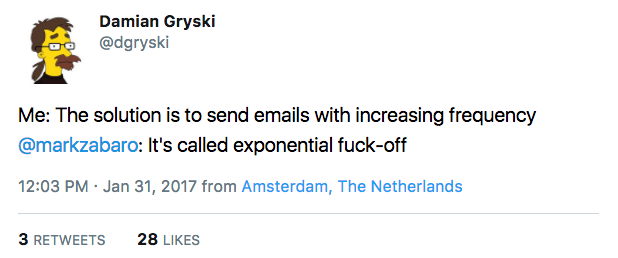 Damian Gryski
@dgryski
Me: The solution is to send emails with increasing frequency
@markzabaro: It's called exponential fuck-off
12:03 PM · Jan 31, 2017 from Amsterdam, The Netherlands
3 RETWEETS 28 LIKES